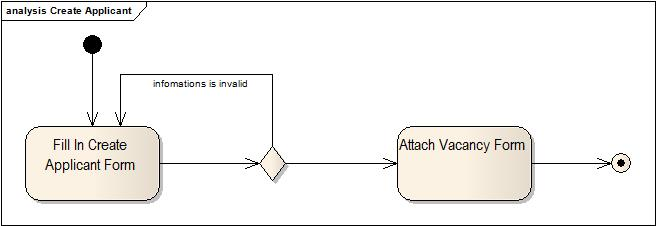 analysis Create Applicant
infomations is invalid
Fill In Create
Applicant Form
Attach Vacancy Form